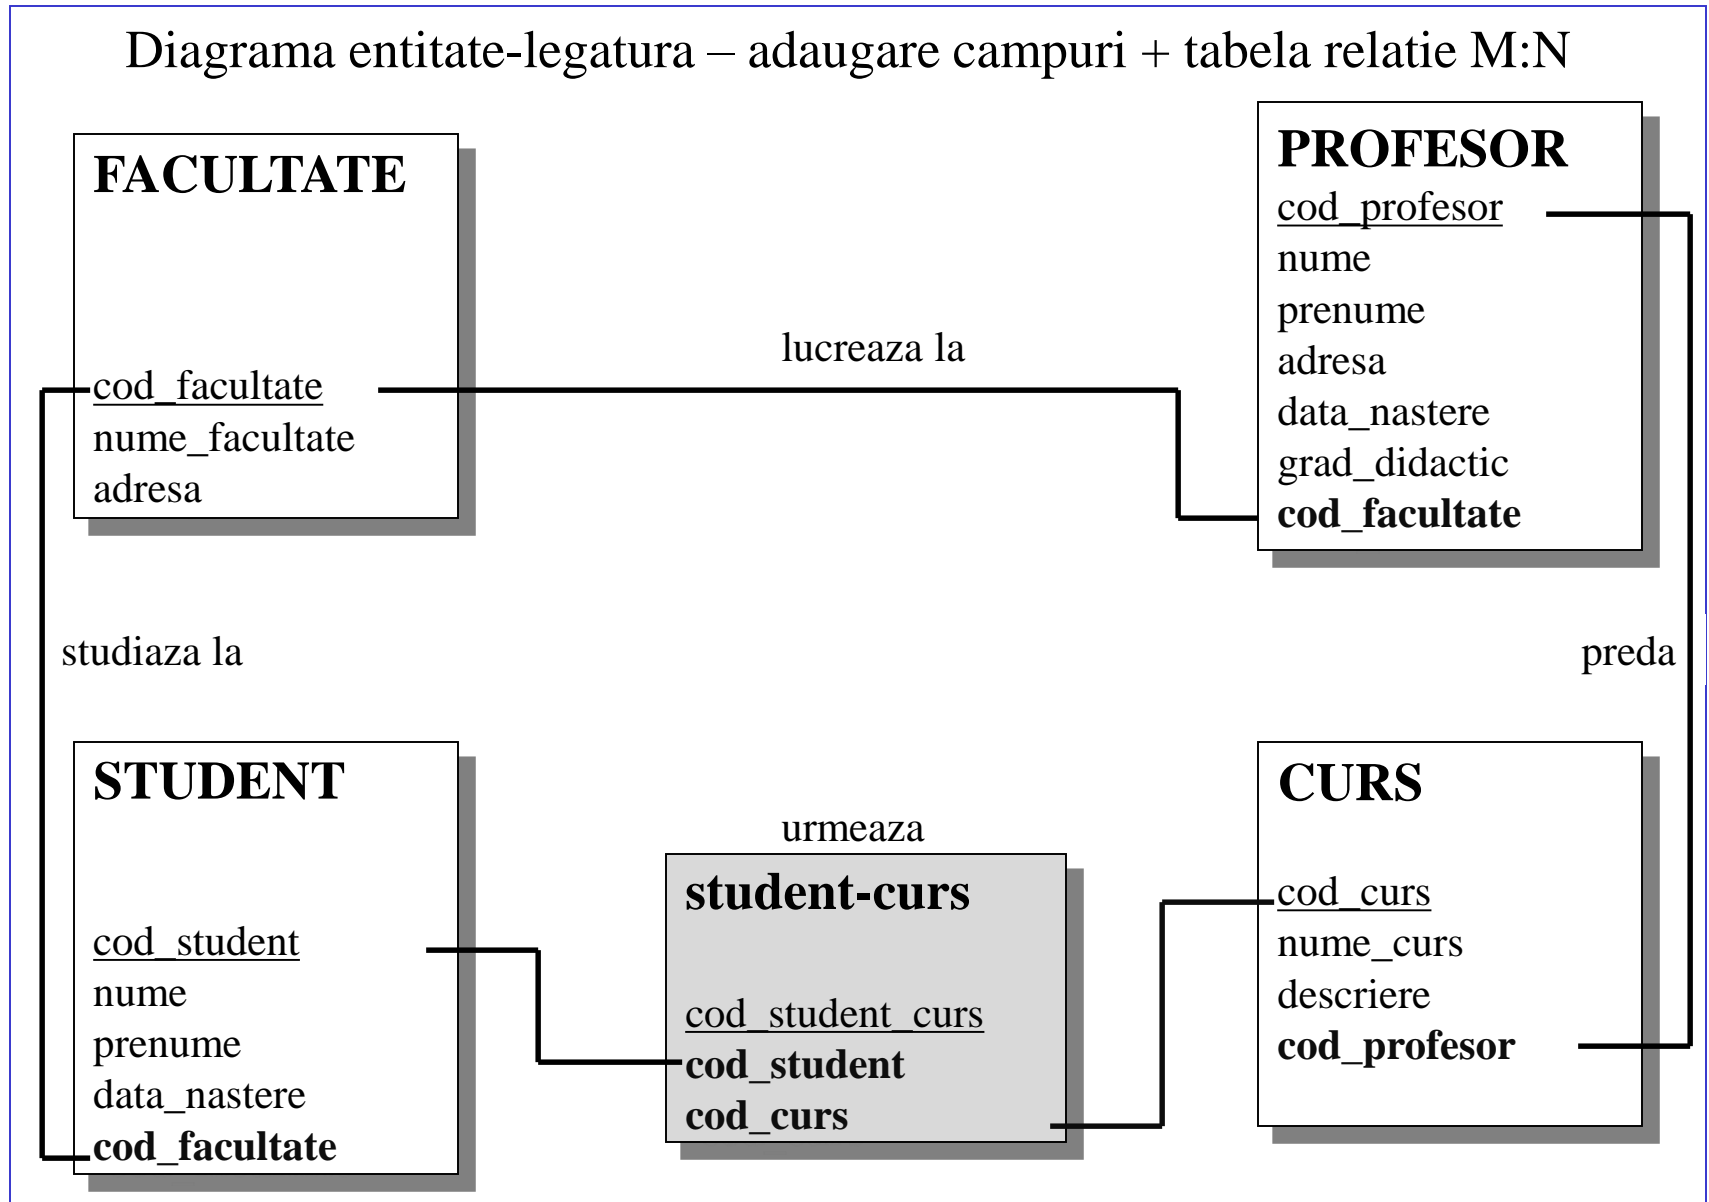 Diagrama entitate-legatura – adaugare campuri + tabela relatie M:N
FACULTATE
cod_facultate
nume_facultate
adresa
lucreaza la
PROFESOR
cod_profesor
nume
prenume
adresa
data_nastere
grad_didactic
cod_facultate
studiaza la
preda
STUDENT
cod_student
nume
prenume
data_nastere
cod_facultate
urmeaza
student-curs
cod_student_curs
cod_student
cod_curs
CURS
cod_curs
nume_curs
descriere
cod_profesor